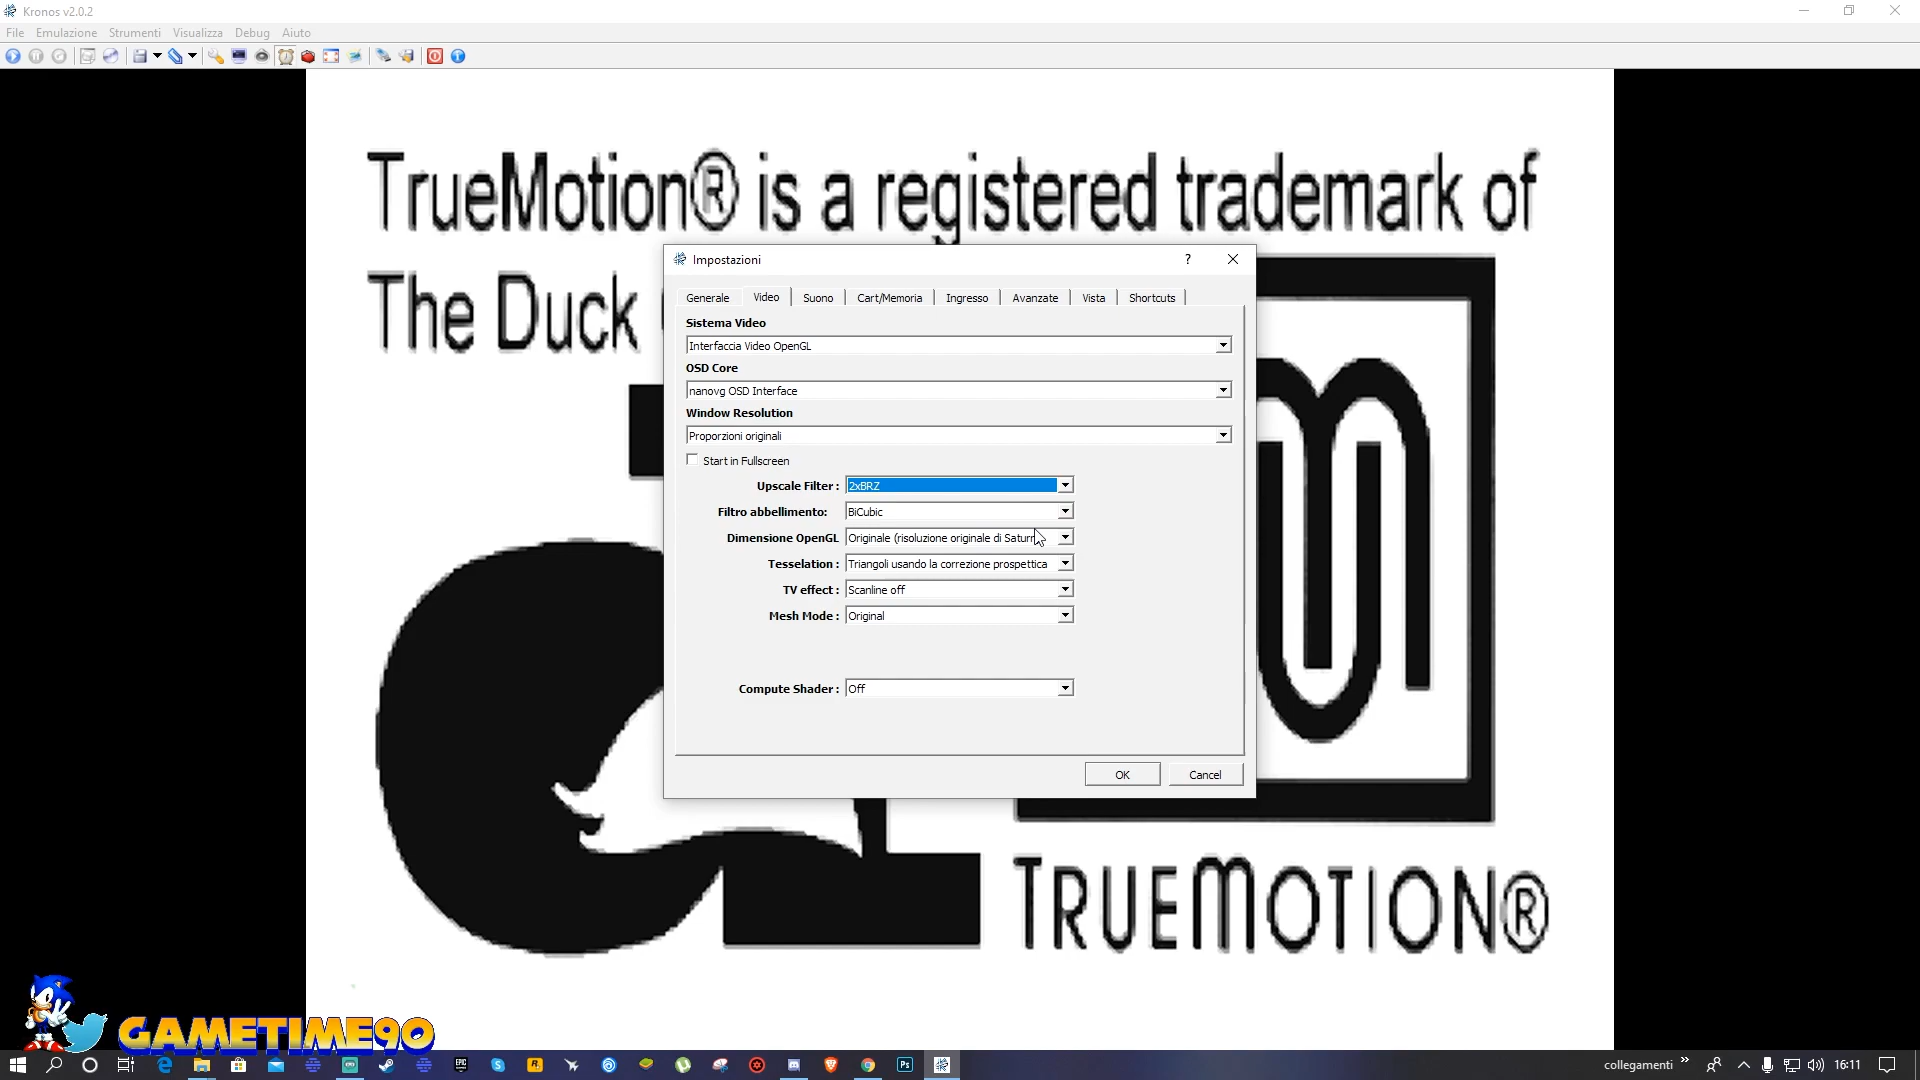 Kronos v2.0.2
File Emulazione Strumenti Visualizza Debug Aiuto
TrueMotion® is a registered trademark of
The Duck
Impostazioni
Generale Video Suono Cart/Memoria Ingresso Avanzate Vista Shortcuts
Sistema Video
Interfaccia Video OpenGL
OSD Core
nanovg OSD Interface
Window Resolution
Proporzioni originali
Start in Fullscreen
Upscale Filter : 2xBRZ
Filtro abbellimento: BiCubic
Dimensione OpenGL Originale (risoluzione originale di Saturn
Tesselation : Triangoli usando la correzione prospettica
TV effect : Scanline off
Mesh Mode : Original
Compute Shader : Off
OK Cancel
TRUEMOTION®
GAMETIME90
collegamenti 16:11